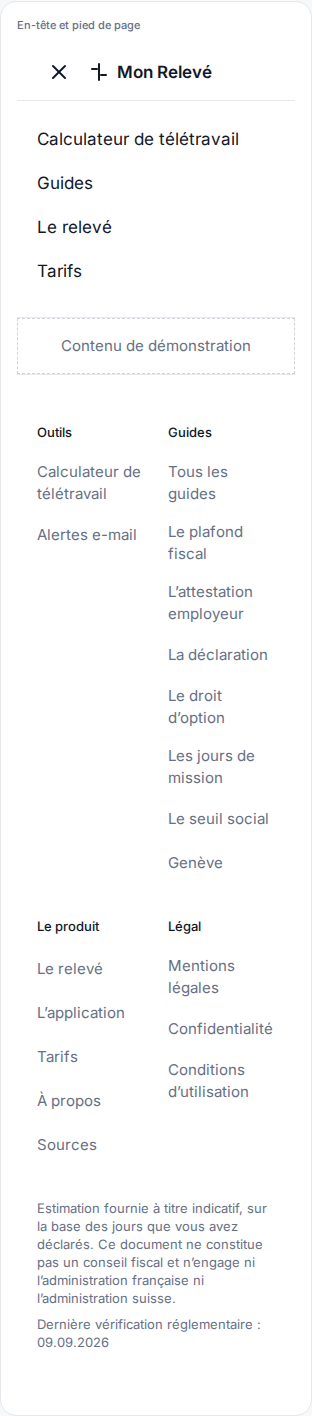 En-tête et pied de page
Mon Relevé
Calculateur de télétravail
Guides
Le relevé
Tarifs
Contenu de démonstration
Outils
Calculateur de
télétravail
Alertes e-mail
Guides
Tous les
guides
Le plafond
fiscal
L’attestation
employeur
La déclaration
Le droit
d’option
Les jours de
mission
Le seuil social
Genève
Le produit
Le relevé
L’application
Tarifs
À propos
Sources
Légal
Mentions
légales
Confidentialité
Conditions
d’utilisation
Estimation fournie à titre indicatif, sur
la base des jours que vous avez
déclarés. Ce document ne constitue
pas un conseil fiscal et n’engage ni
l’administration française ni
l’administration suisse.
Dernière vérification réglementaire :
09.09.2026